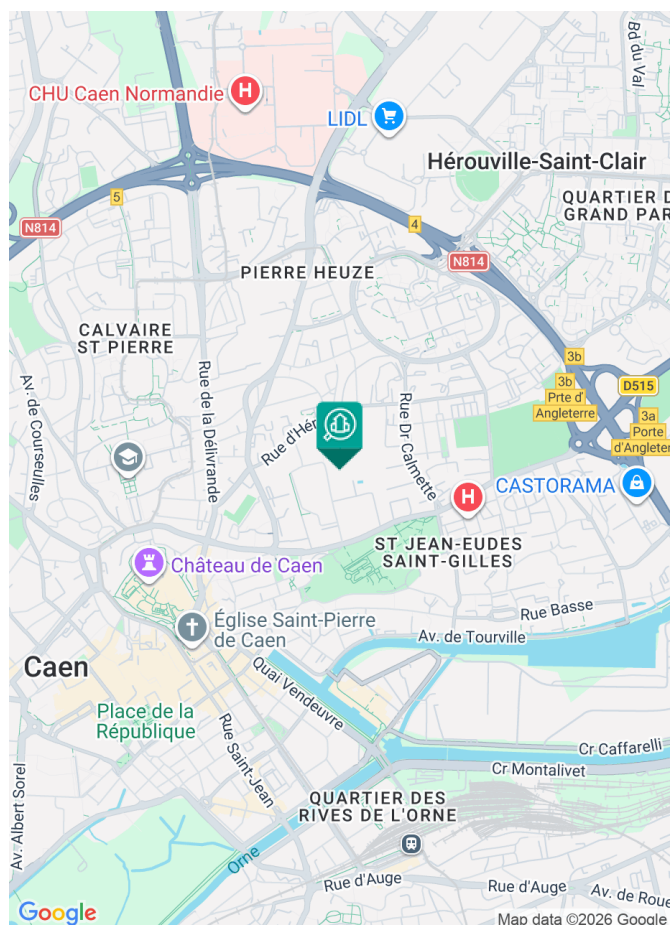 Bd du Val
CHU Caen Normandie
H
LIDL
Hérouville-Saint-Clair
QUARTIER D
GRAND PAR
5
4
N814
N814
PIERRE HEUZE
CALVAIRE
ST PIERRE
3b
D515
3b
Prte d'
Angleterre
3a
Porte
d'Angleter
Av. de Courseulles
Rue de la Délivrande
Rue d'Hér
Rue Dr Calmette
CASTORAMA
H
ST JEAN-EUDES
SAINT-GILLES
Château de Caen
Rue Basse
Église Saint-Pierre
de Caen
Av. de Tourville
Caen
Quai Vendeuvre
Place de la
République
Rue Saint-Jean
Cr Caffarelli
Cr Montalivet
Av. Albert Sorel
QUARTIER DES
RIVES DE L'ORNE
Orne
Rue d'Auge
Rue d'Auge
Av. de Roue
Google
Map data ©2026 Google